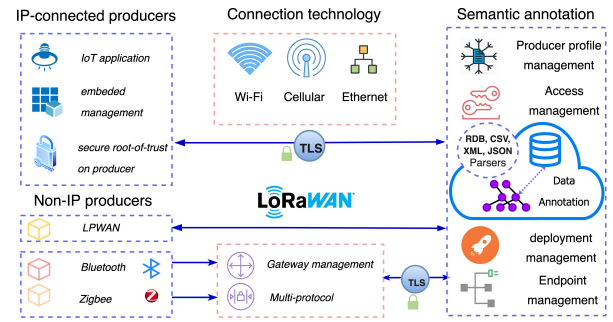 IP-connected producers
IoT application
embeded
management
secure root-of-trust
on producer
Connection technology
Wi-Fi
Cellular
Ethernet
TLS
Semantic annotation
Producer profile
management
Access
management
RDB, CSV,
XML, JSON
Parsers
Data
Annotation
deployment
management
Endpoint
management
Non-IP producers
LPWAN
LoRaWAN
Bluetooth
Zigbee
Gateway management
Multi-protocol
TLS